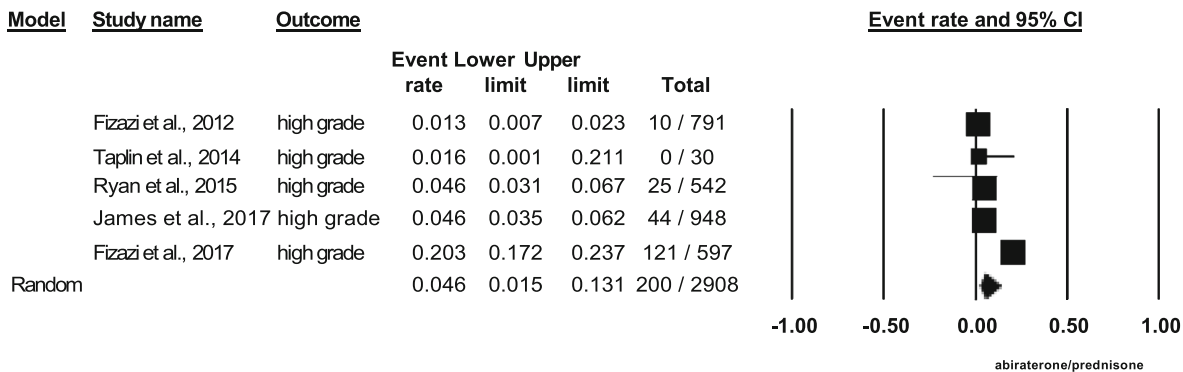 Model Study name Outcome Event rate and 95% CI
Event Lower Upper
rate limit limit Total
Fizazi et al., 2012 high grade 0.013 0.007 0.023 10 / 791
Taplin et al., 2014 high grade 0.016 0.001 0.211 0 / 30
Ryan et al., 2015 high grade 0.046 0.031 0.067 25 / 542
James et al., 2017 high grade 0.046 0.035 0.062 44 / 948
Fizazi et al., 2017 high grade 0.203 0.172 0.237 121 / 597
Random 0.046 0.015 0.131 200 / 2908
-1.00 -0.50 0.00 0.50 1.00
abiraterone/prednisone